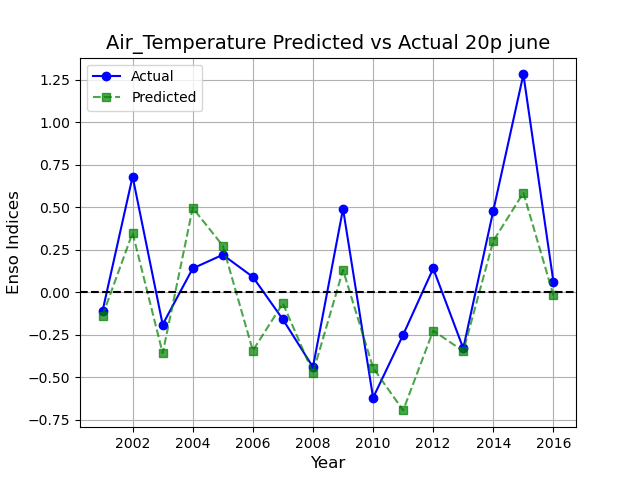 Air_Temperature Predicted vs Actual 20p june
Actual
Predicted
Enso Indices
1.25
1.00
0.75
0.50
0.25
0.00
−0.25
−0.50
−0.75
2002 2004 2006 2008 2010 2012 2014 2016
Year